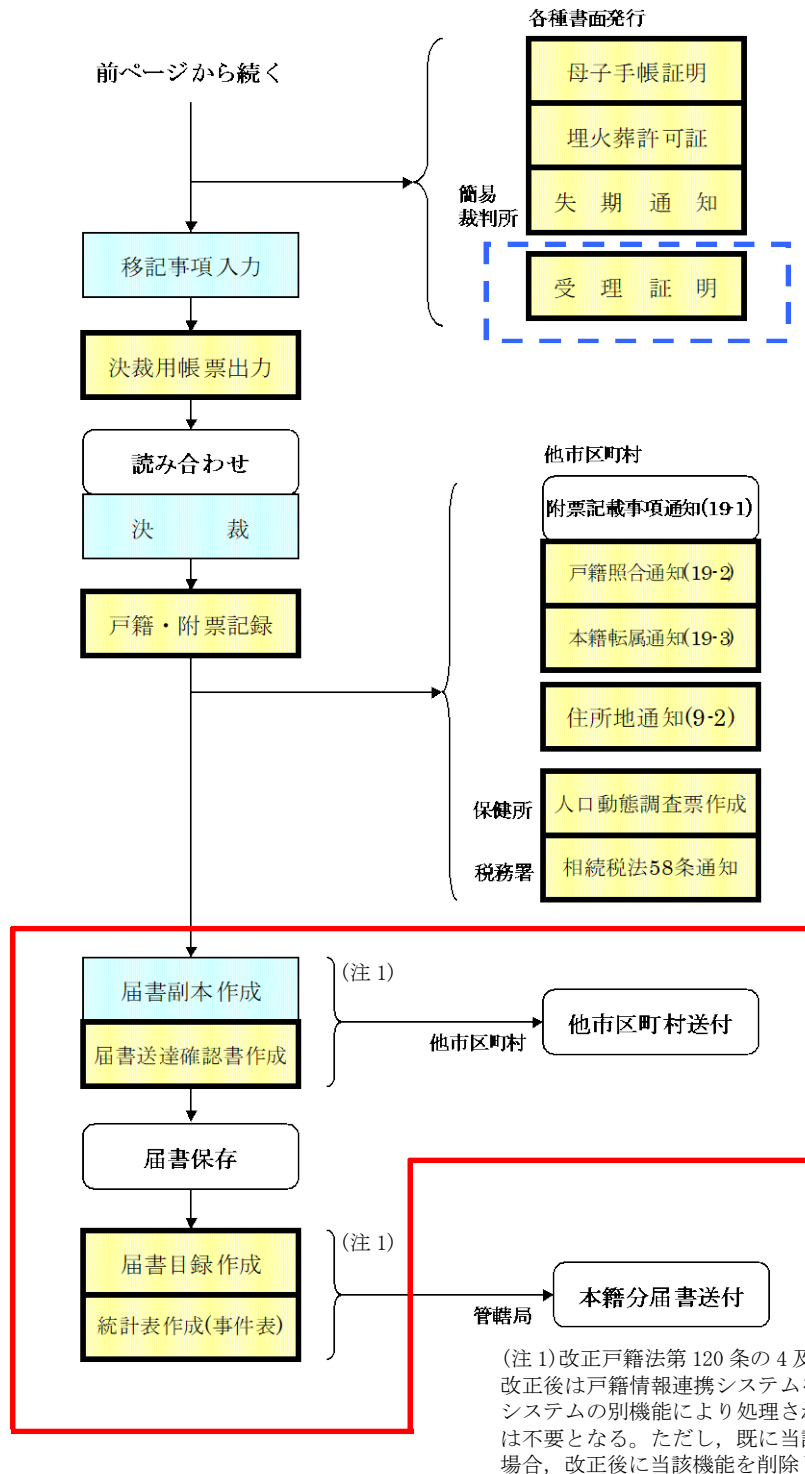 各種書面発行
前ページから続く
母子手帳証明
埋火葬許可証
簡易
裁判所
失期通知
受理証明
移記事項入力
決裁用帳票出力
読み合わせ
決裁
戸籍・附票記録
他市区町村
附票記載事項通知(19-1)
戸籍照合通知(19-2)
本籍転属通知(19-3)
住所地通知(9-2)
保健所
人口動態調査票作成
税務署
相続税法58条通知
届書副本作成
届書送達確認書作成
(注1)
他市区町村
他市区町村送付
届書保存
届書目録作成
統計表作成(事件表)
(注1)
管轄局
本籍分届書送付
(注1)改正戸籍法第120条の4及
改正後は戸籍情報連携システム
システムの別機能により処理さ
は不要となる。ただし，既に当
場合，改正後に当該機能を削除